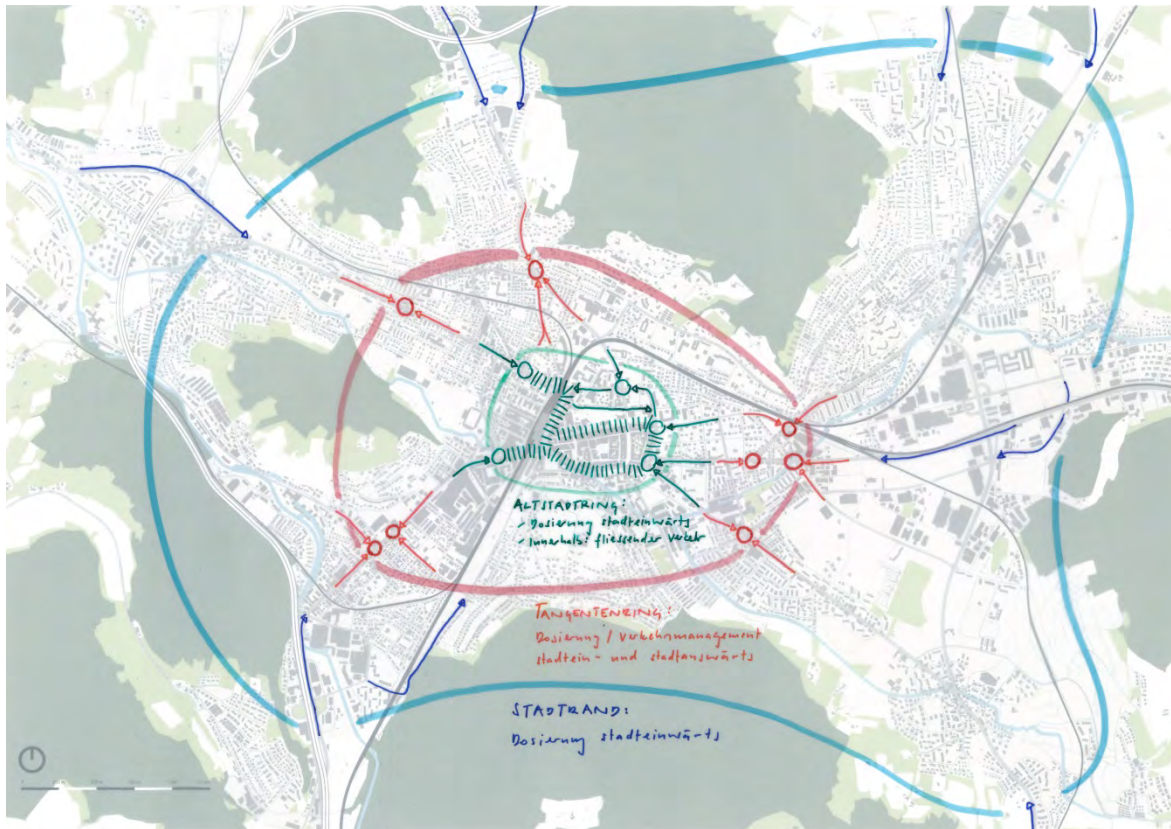 ALTSTADTRING:
- Dosierung stadteinwärts
- Innerhalb: fliessender Verkehr
TANGENTENRING:
Dosierung / Verkehrsmanagement
stadtein- und stadtauswärts
STADTRAND:
Dosierung stadteinwärts